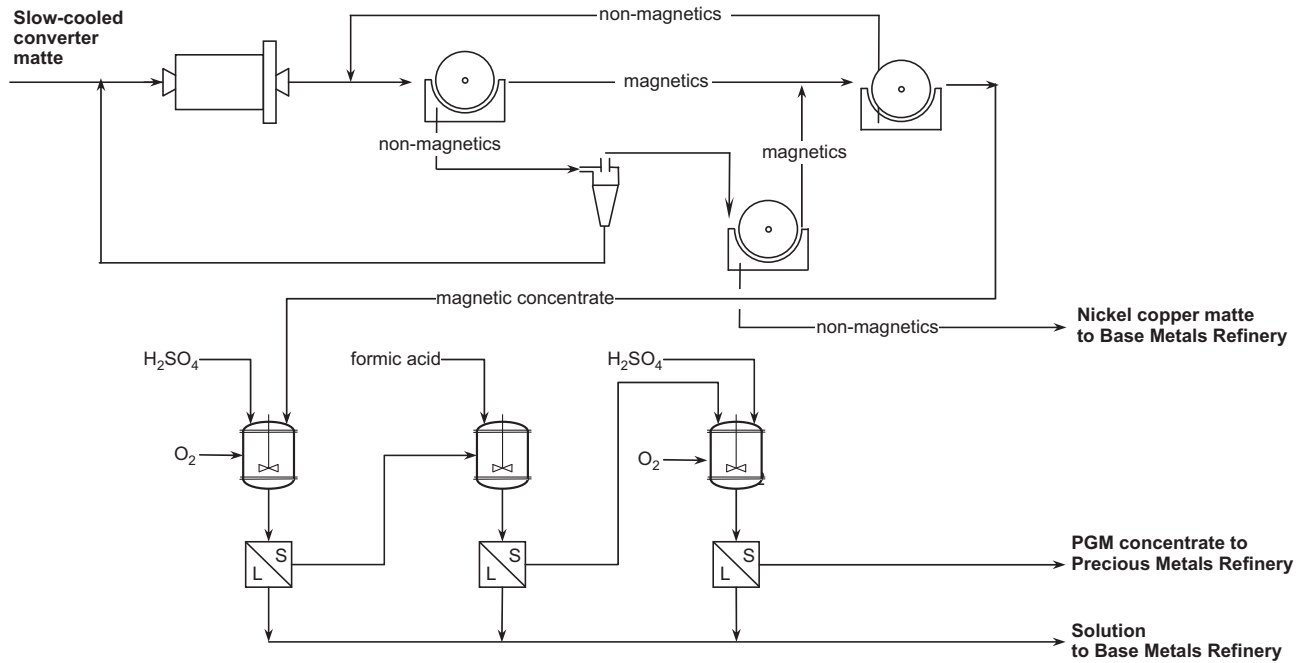 Slow-cooled
converter
matte
non-magnetics
magnetics
non-magnetics
magnetics
magnetic concentrate
non-magnetics
Nickel copper matte
to Base Metals Refinery
H₂SO₄
formic acid
H₂SO₄
O₂
O₂
S
L
S
L
S
L
PGM concentrate to
Precious Metals Refinery
Solution
to Base Metals Refinery